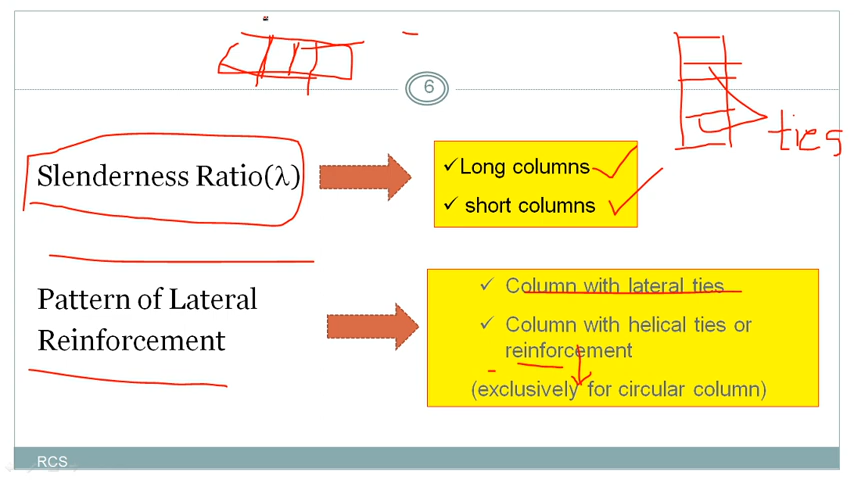 6
ties
Slenderness Ratio(λ)
✓Long columns
✓ short columns
Pattern of Lateral
Reinforcement
✓ Column with lateral ties
✓ Column with helical ties or
reinforcement
(exclusively for circular column)
RCS